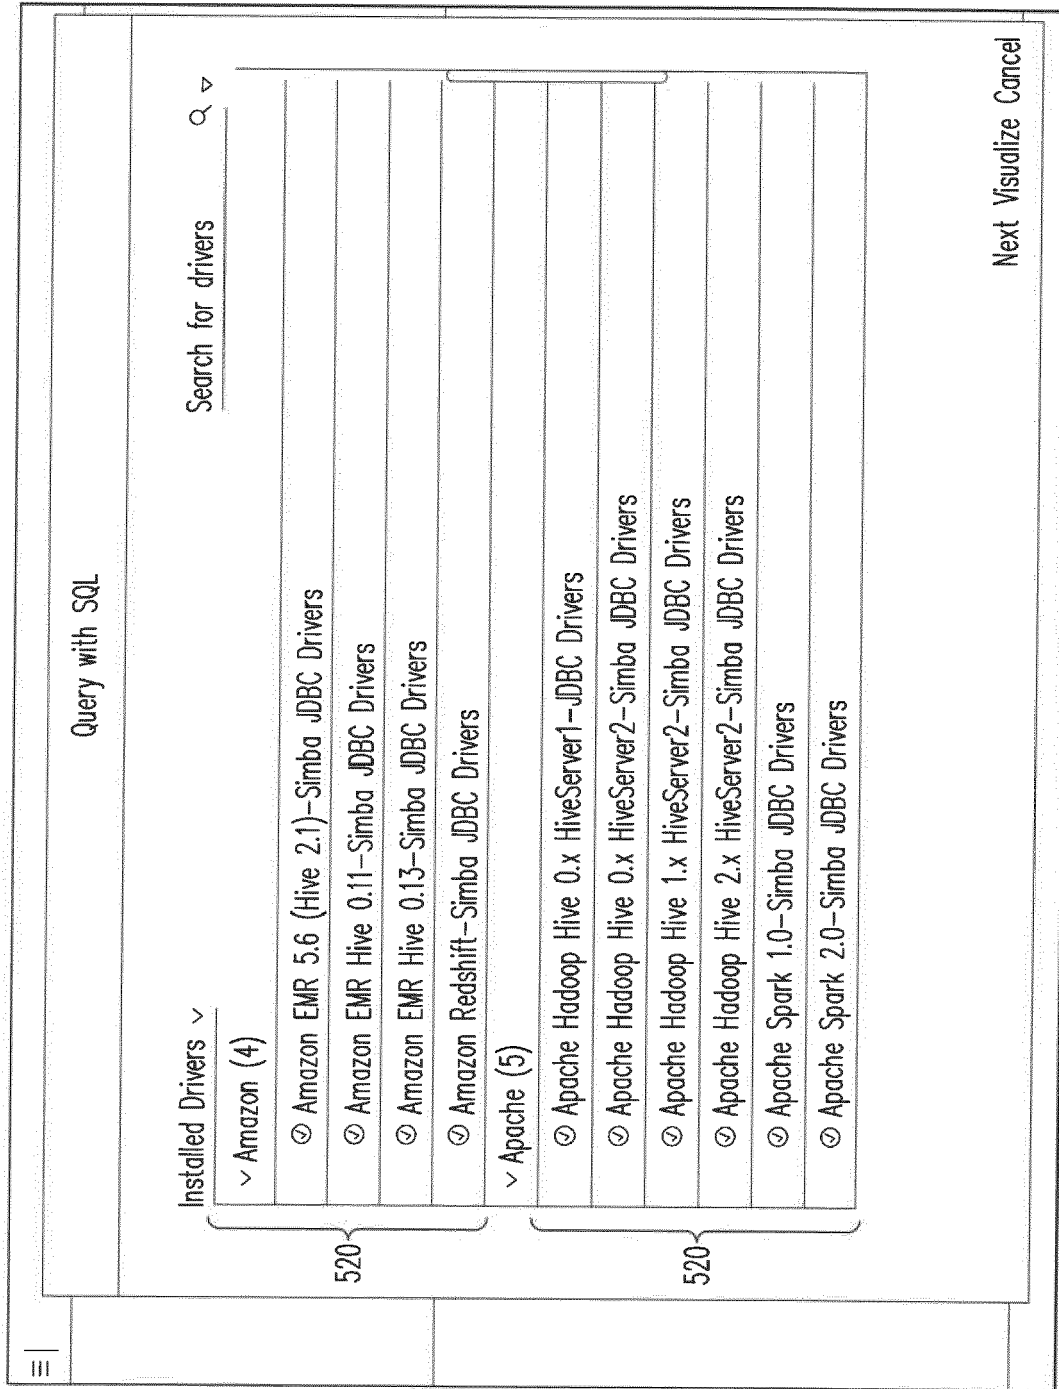 Query with SQL
Installed Drivers
Search for drivers
Amazon (4)
Amazon EMR 5.6 (Hive 2.1)-Simba JDBC Drivers
Amazon EMR Hive 0.11-Simba JDBC Drivers
Amazon EMR Hive 0.13-Simba JDBC Drivers
Amazon Redshift-Simba JDBC Drivers
520
Apache (5)
Apache Hadoop Hive 0.x HiveServer1-JDBC Drivers
Apache Hadoop Hive 0.x HiveServer2-Simba JDBC Drivers
Apache Hadoop Hive 1.x HiveServer2-Simba JDBC Drivers
Apache Hadoop Hive 2.x HiveServer2-Simba JDBC Drivers
Apache Spark 1.0-Simba JDBC Drivers
Apache Spark 2.0-Simba JDBC Drivers
520
Next Visualize Cancel